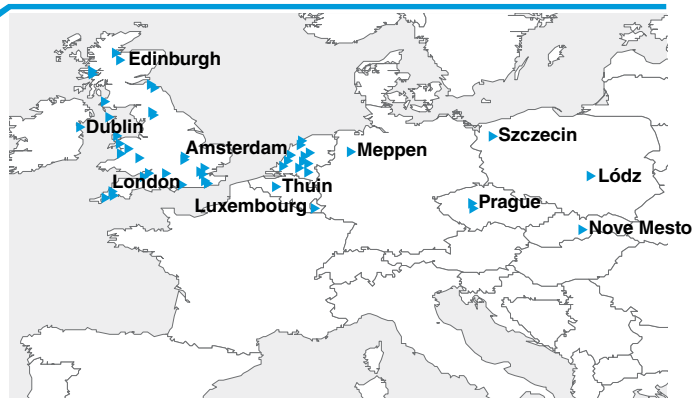 Edinburgh
Dublin
Amsterdam
Meppen
Szczecin
London
Thuin
Lódz
Luxembourg
Prague
Nove Mesto